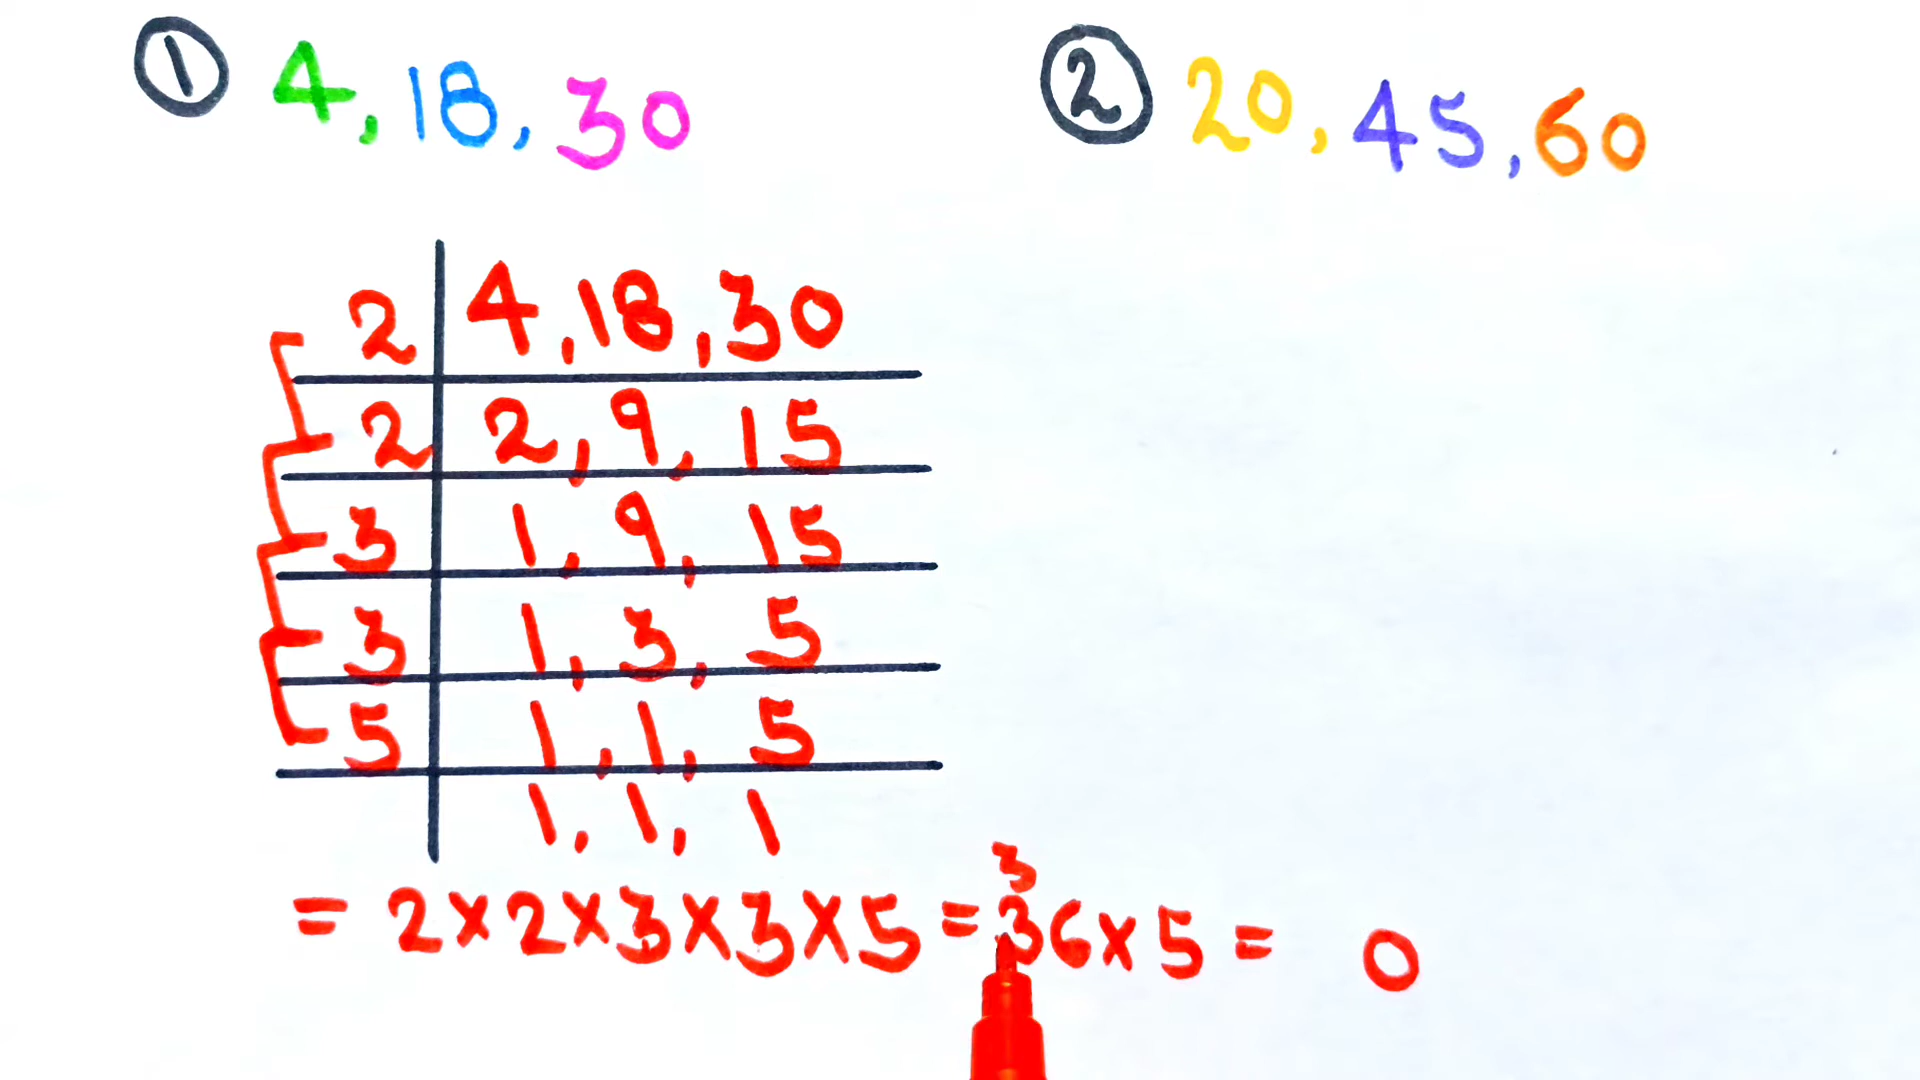 ① 4, 18, 30
② 20, 45, 60
2 4, 18, 30
2 2, 9, 15
3 1, 9, 15
3 1, 3, 5
5 1, 1, 5
1, 1, 1
3
= 2×2×3×3×5 = 36×5 = 0